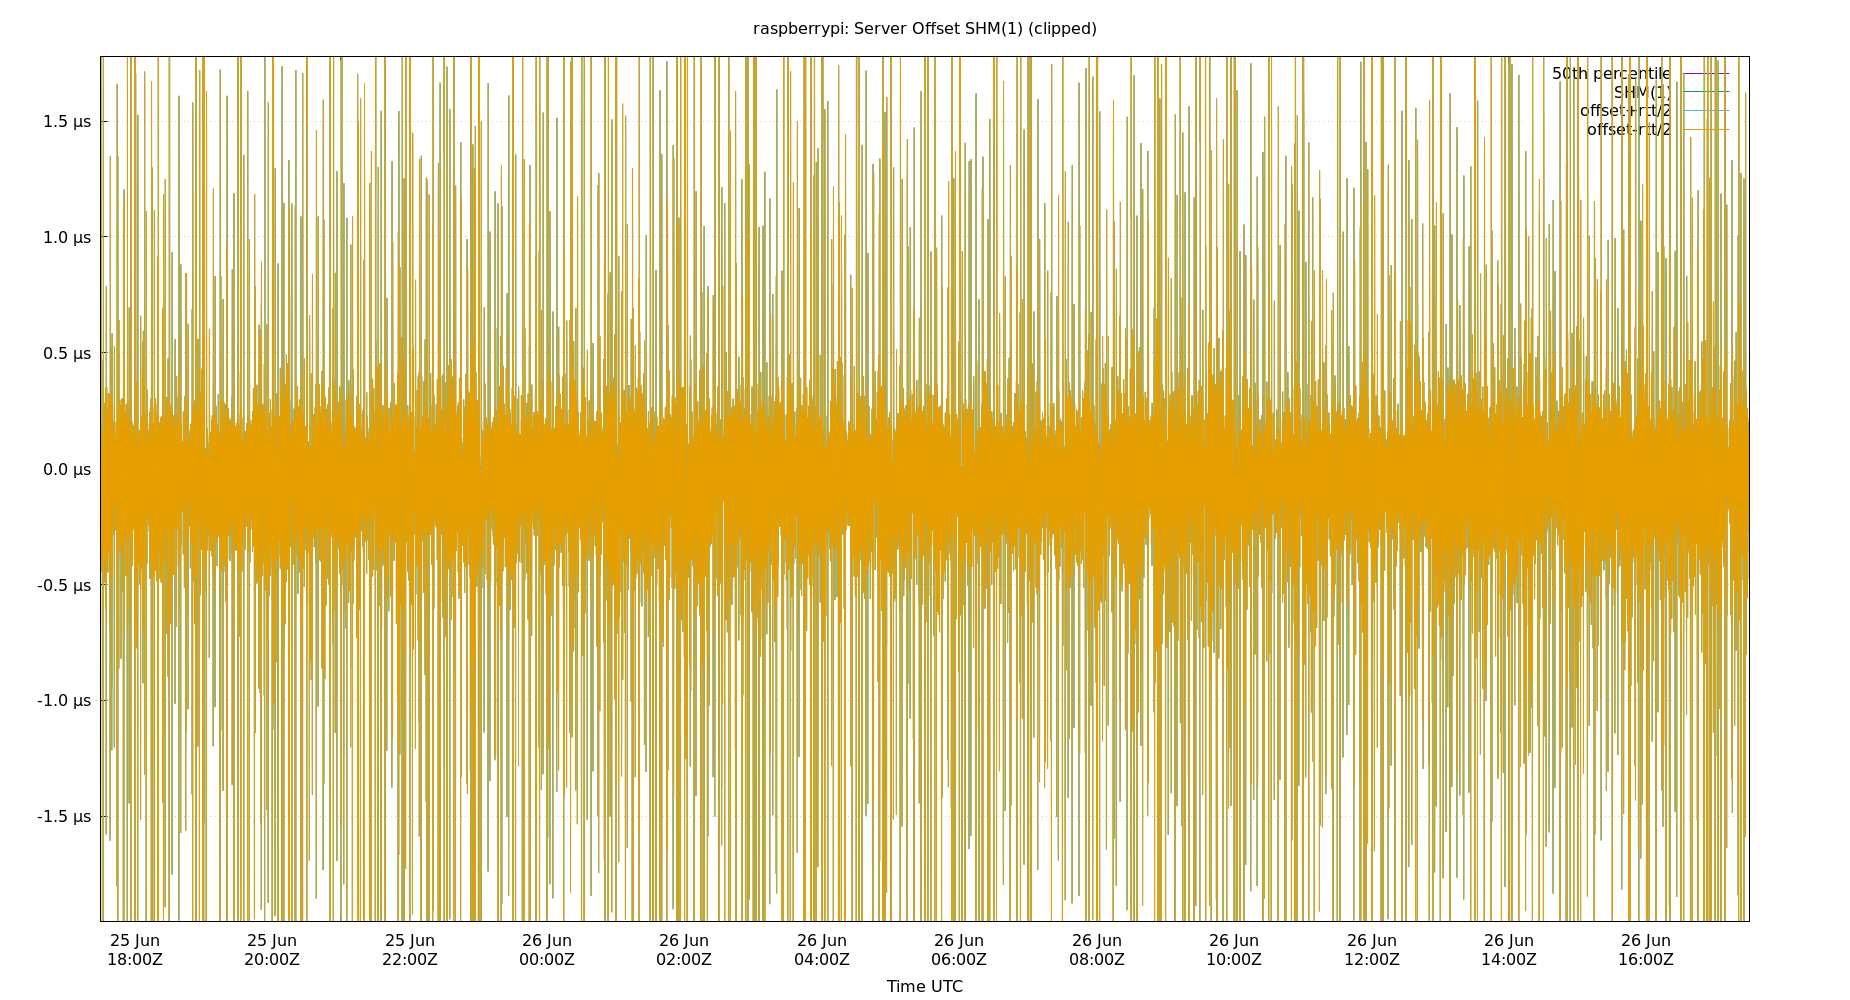 raspberrypi: Server Offset SHM(1) (clipped)
50th percentile
SHM(1)
offset+rtt/2
offset-rtt/2
1.5 µs
1.0 µs
0.5 µs
0.0 µs
-0.5 µs
-1.0 µs
-1.5 µs
25 Jun 25 Jun 25 Jun 26 Jun 26 Jun 26 Jun 26 Jun 26 Jun 26 Jun 26 Jun 26 Jun 26 Jun
18:00Z 20:00Z 22:00Z 00:00Z 02:00Z 04:00Z 06:00Z 08:00Z 10:00Z 12:00Z 14:00Z 16:00Z
Time UTC